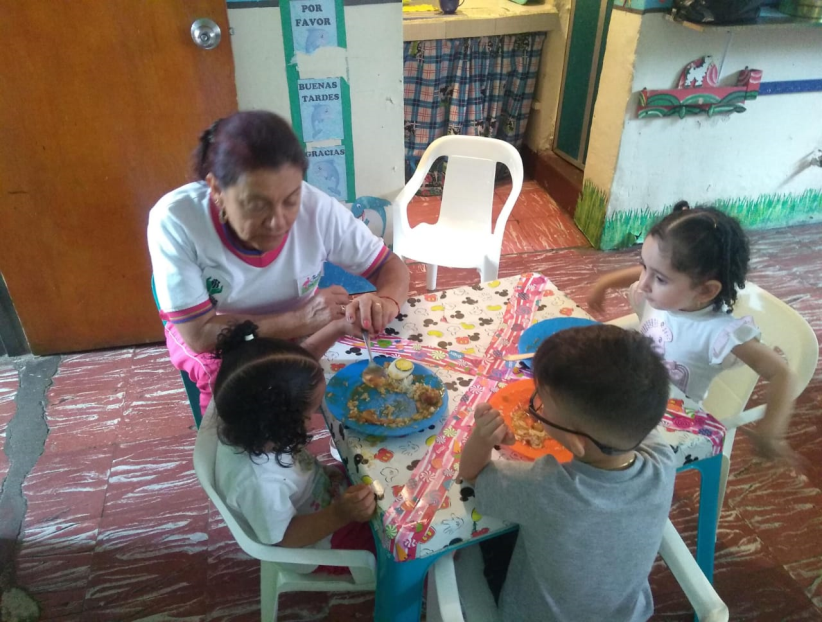 POR
FAVOR
BUENAS
TARDES
GRACIAS